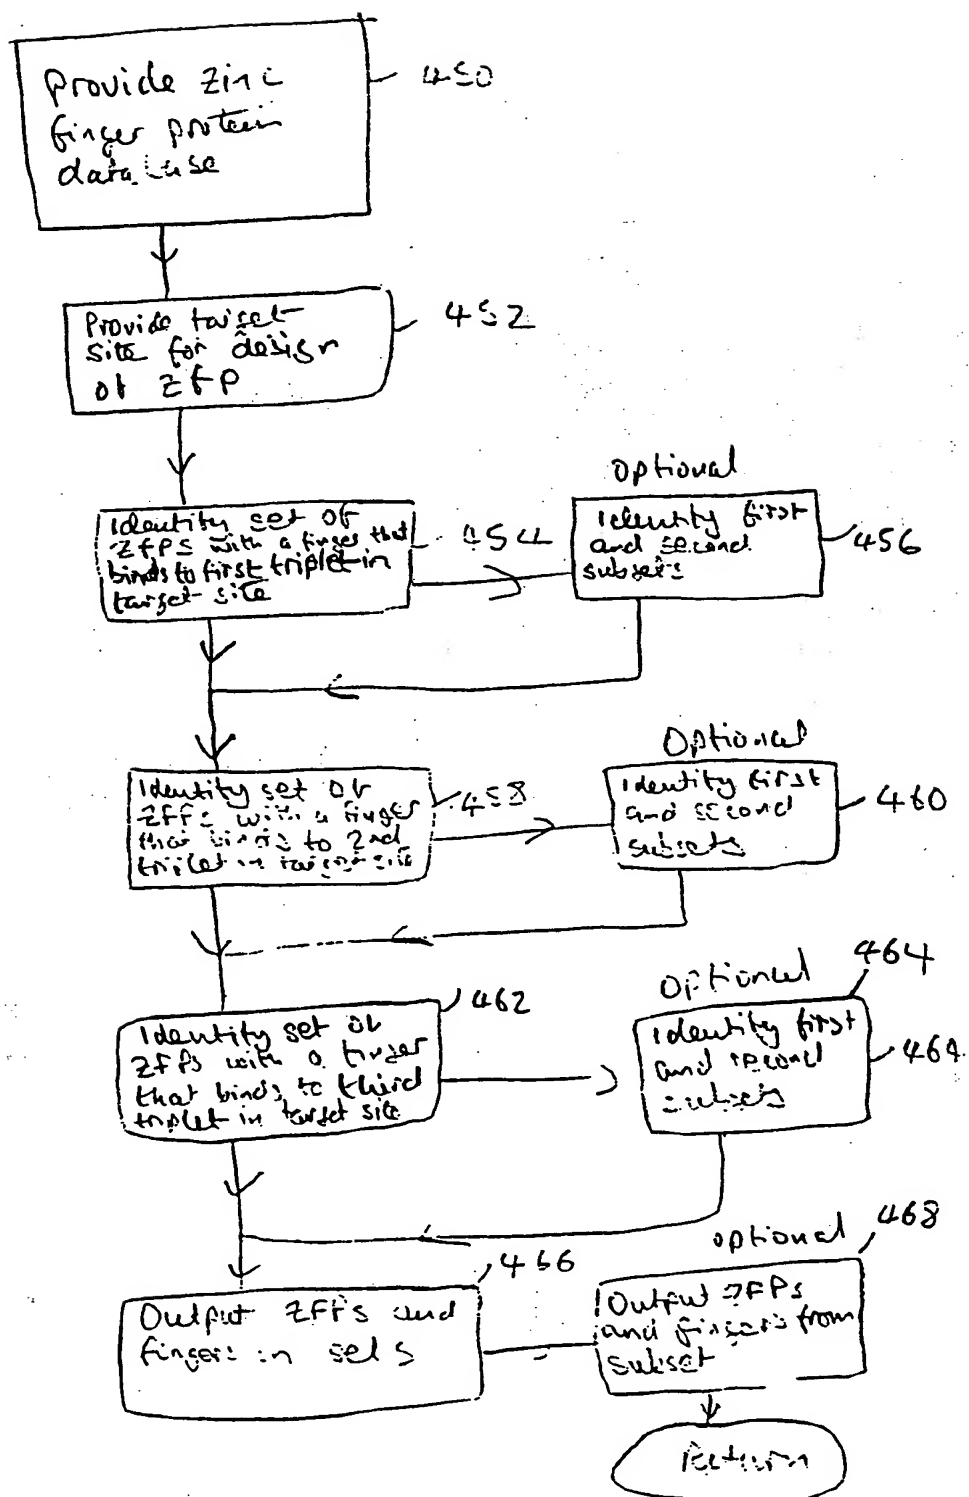 Provide zinc
finger protein
database
450
Provide target
site for design
of ZFP
452
Identify set of
ZFPs with a finger that
binds to first triplet in
target site
454
Optional
Identify first
and second
subsets
456
Identify set of
ZFPs with a finger
that binds to 2nd
triplet in target site
458
Optional
Identify first
and second
subsets
460
Identify set of
ZFPs with a finger
that binds to third
triplet in target site
462
Optional
464
Identify first
and second
subsets
464
Output ZFPs and
fingers in sets
466
Optional
468
Output ZFPs
and fingers from
subset
Return